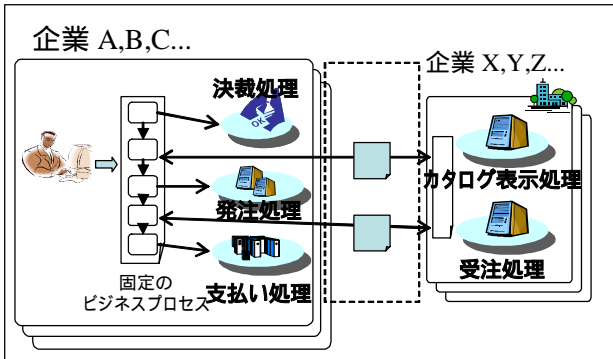 企業 A,B,C...
企業 X,Y,Z...
決裁処理
OK
カタログ表示処理
発注処理
固定の
ビジネスプロセス
支払い処理
受注処理